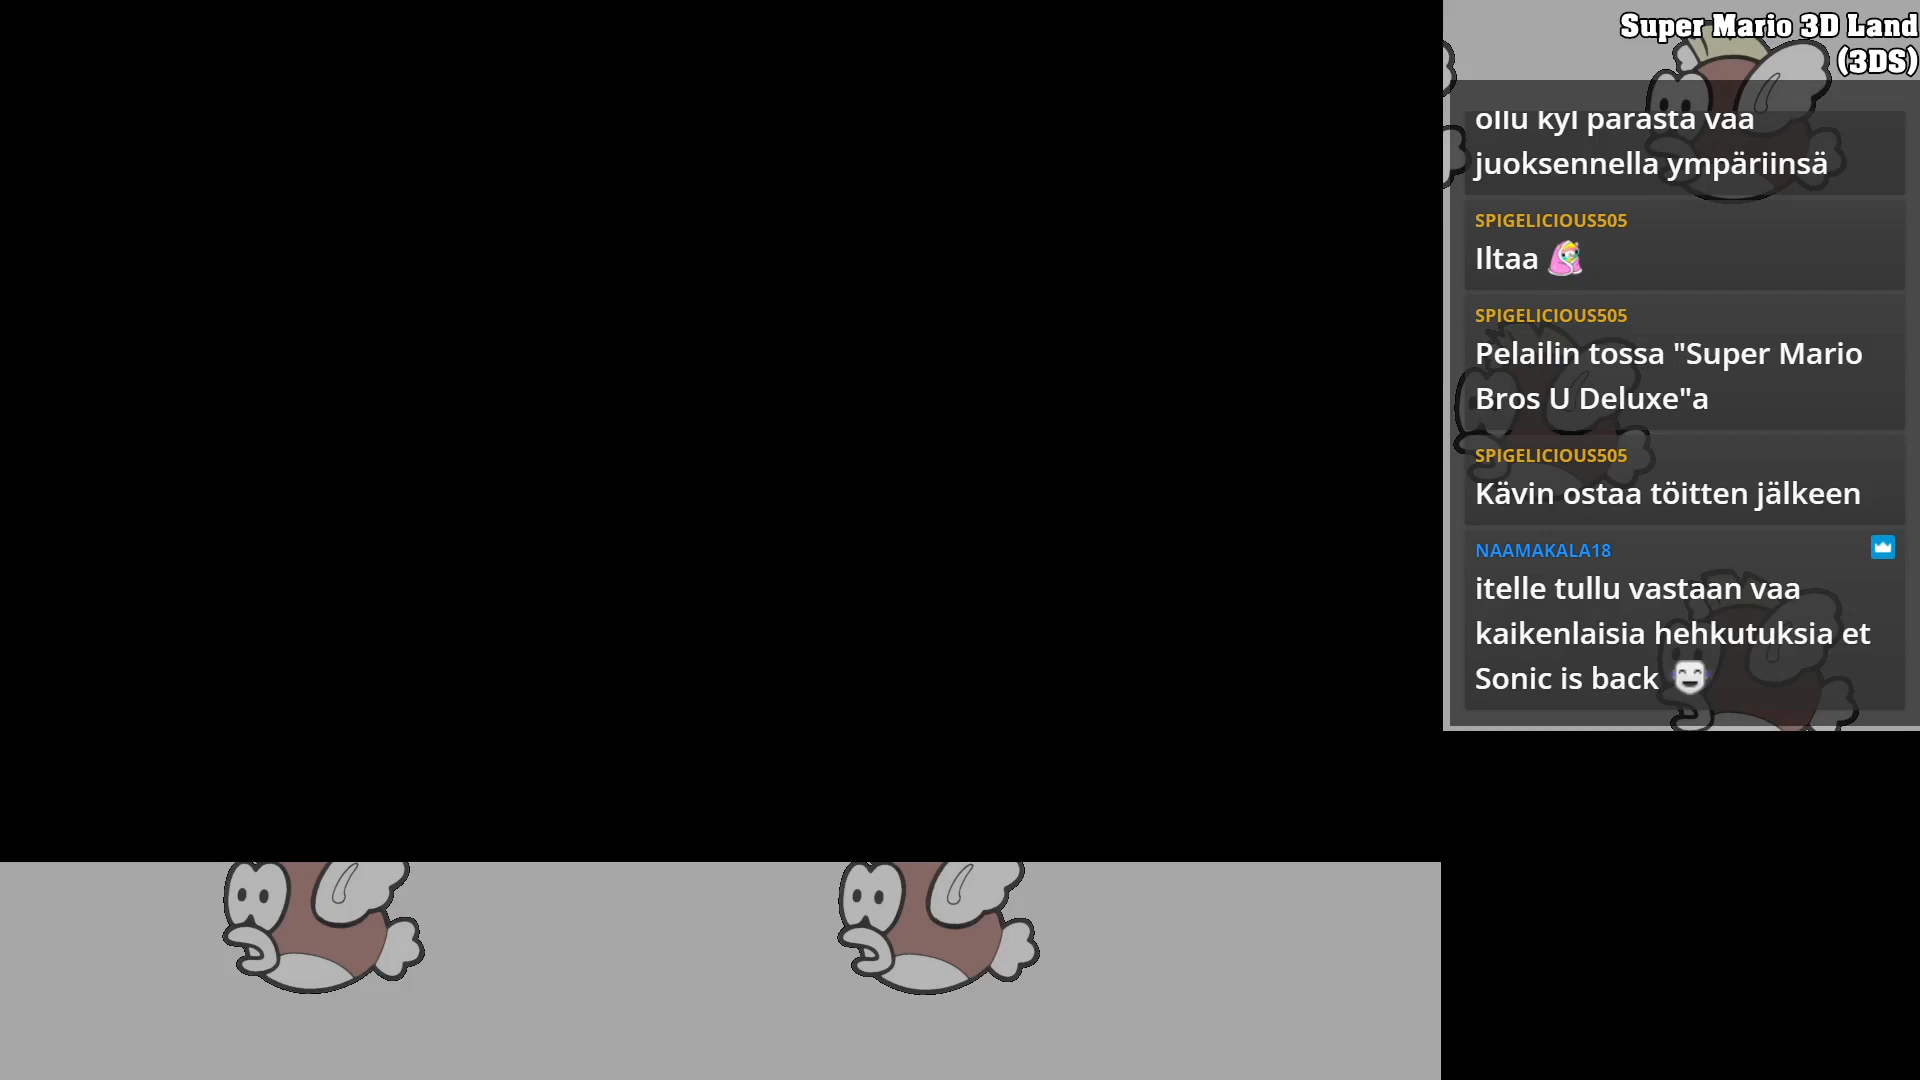 Super Mario 3D Land
(3DS)
ollu kyl parasta vaa
juoksennella ympäriinsä
SPIGELICIOUS505
Iltaa
SPIGELICIOUS505
Pelailin tossa "Super Mario
Bros U Deluxe"a
SPIGELICIOUS505
Kävin ostaa töitten jälkeen
NAAMAKALA18
itelle tullu vastaan vaa
kaikenlaisia hehkutuksia et
Sonic is back